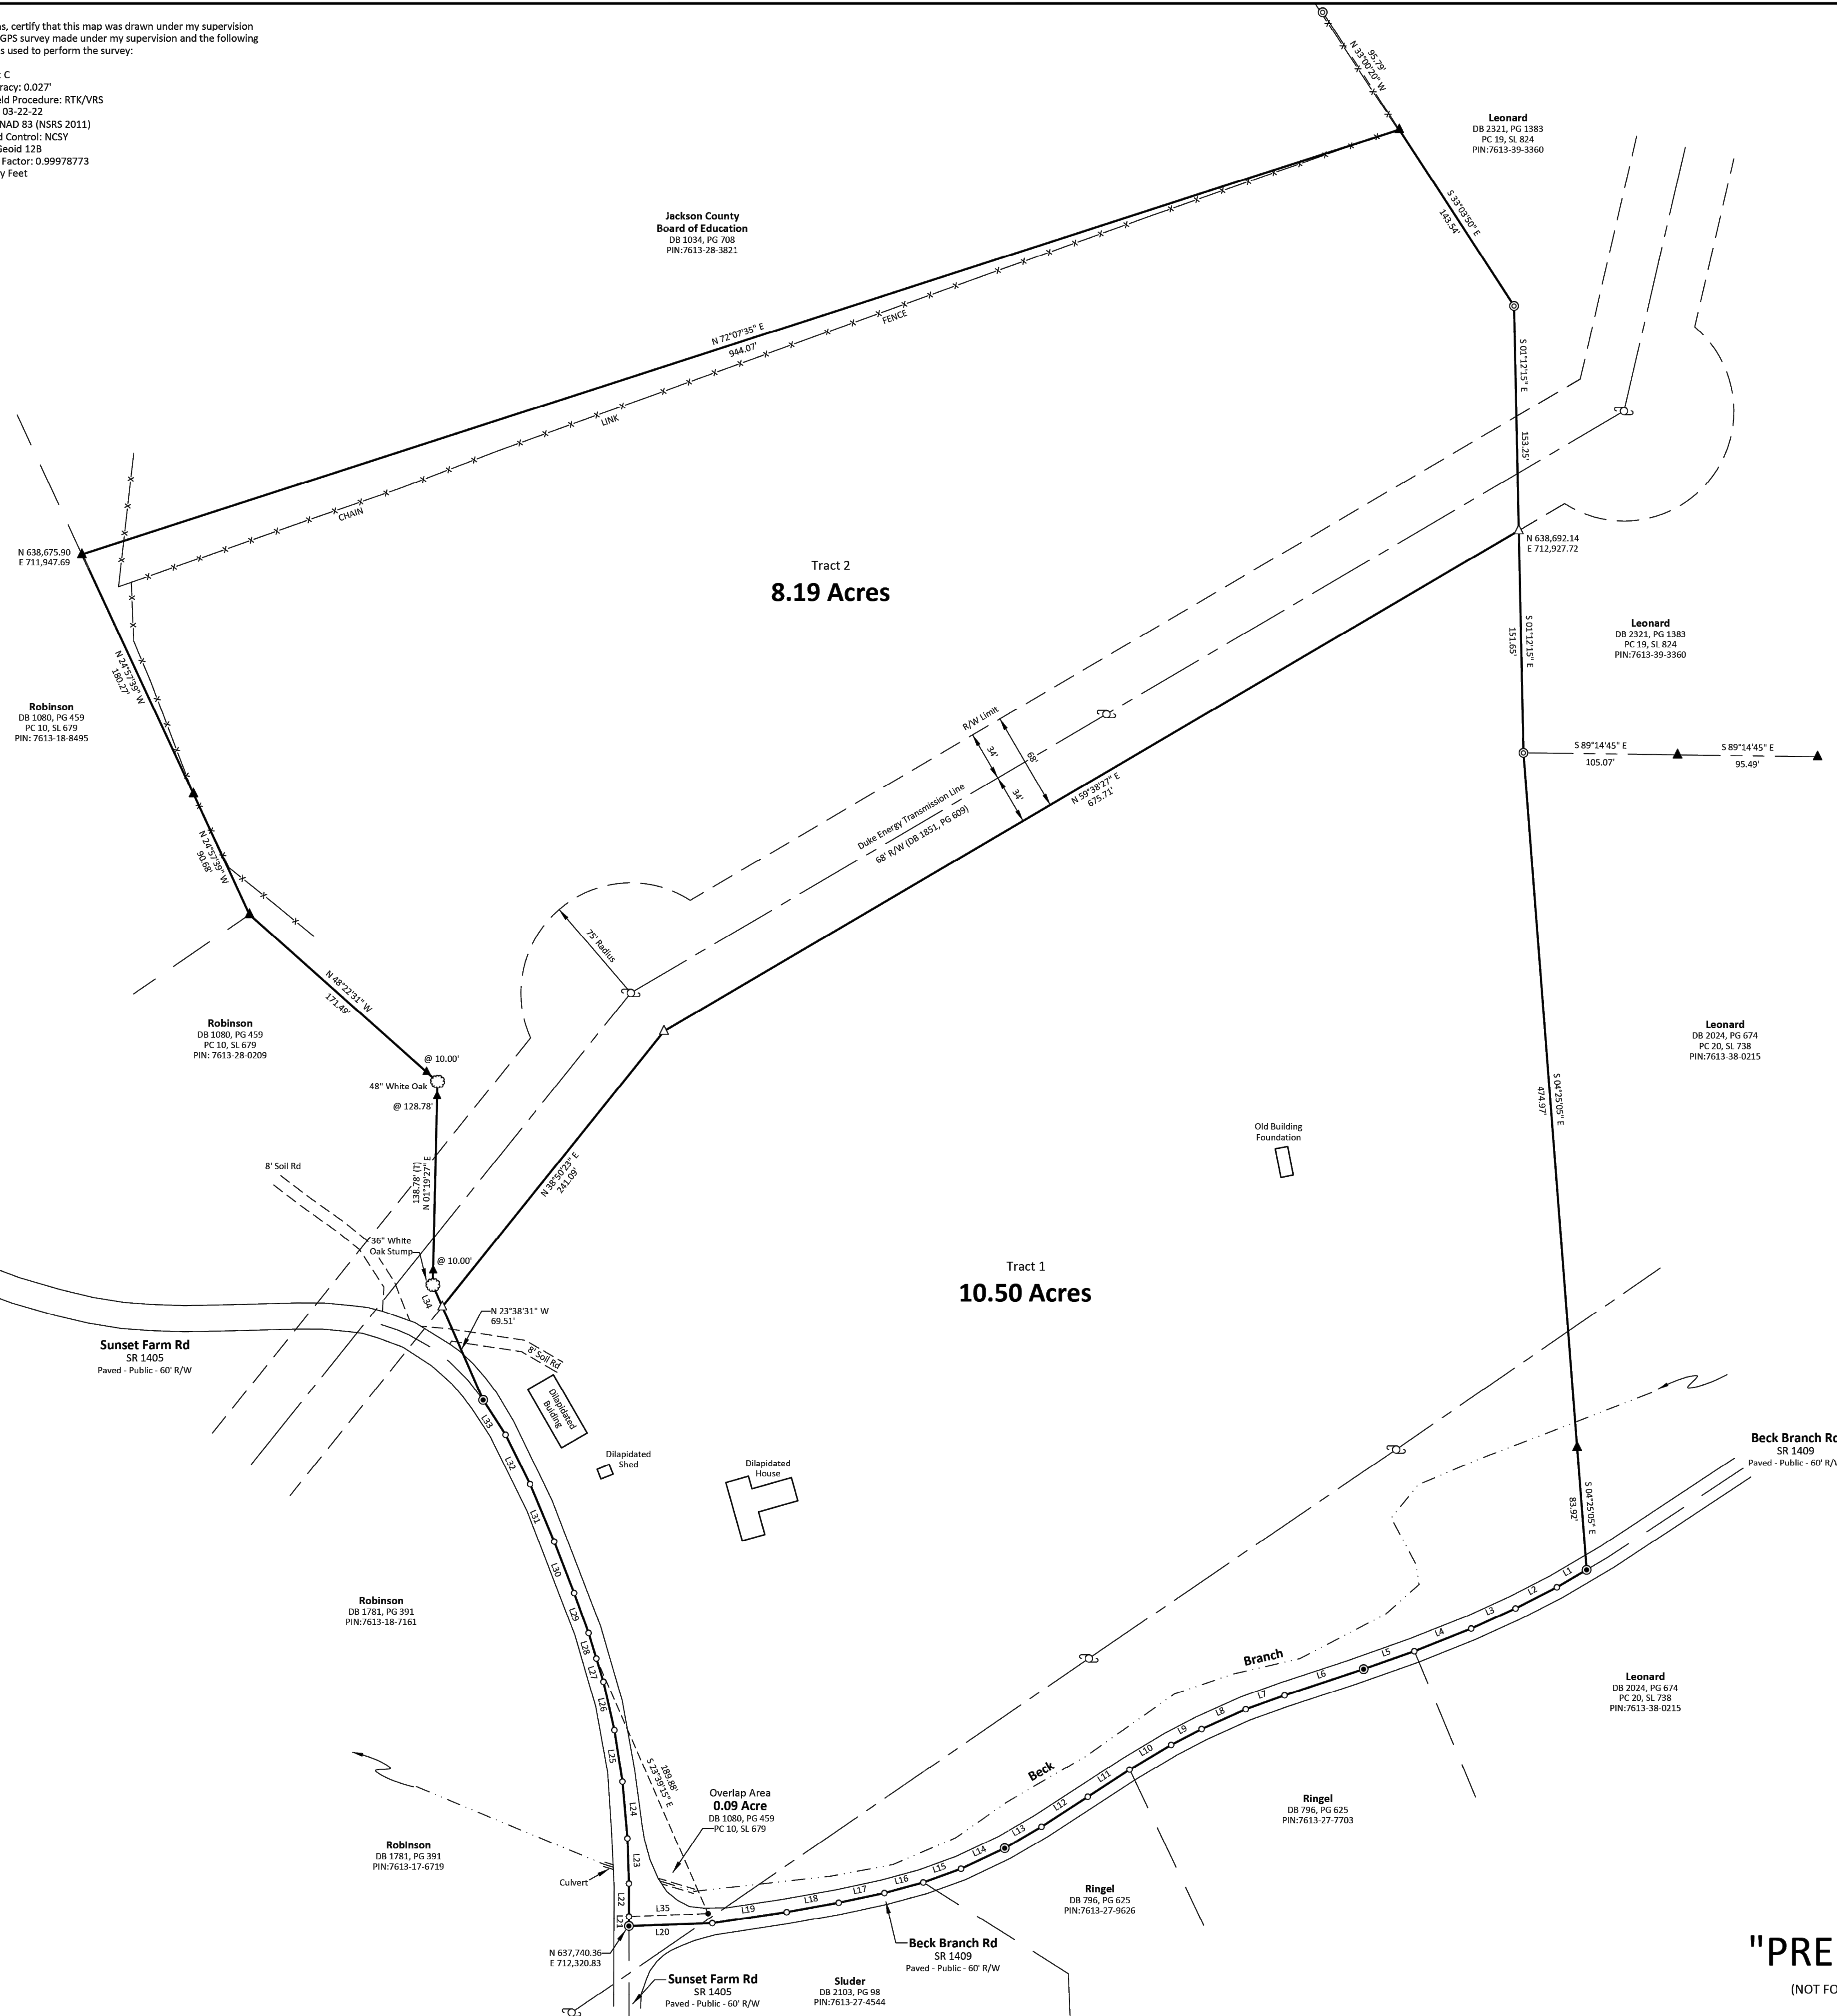 s, certify that this map was drawn under my supervision
GPS survey made under my supervision and the following
s used to perform the survey:
: C
racy: 0.027'
eld Procedure: RTK/VRS
03-22-22
NAD 83 (NSRS 2011)
d Control: NCSY
Geoid 12B
Factor: 0.99978773
y Feet
95.79'
N 33°00'20" W
Leonard
DB 2321, PG 1383
PC 19, SL 824
PIN:7613-39-3360
Jackson County
Board of Education
DB 1034, PG 708
PIN:7613-28-3821
S 33°03'50" E
143.54'
N 72°07'35" E
944.07'
FENCE
LINK
CHAIN
S 01°12'15" E
153.25'
N 638,675.90
E 711,947.69
N 638,692.14
E 712,927.72
Tract 2
8.19 Acres
Leonard
DB 2321, PG 1383
PC 19, SL 824
PIN:7613-39-3360
S 01°12'15" E
151.65'
N 24°57'39" W
180.27'
Robinson
DB 1080, PG 459
PC 10, SL 679
PIN: 7613-18-8495
R/W Limit
34'
68'
34'
S 89°14'45" E
105.07'
S 89°14'45" E
95.49'
N 59°38'27" E
675.71'
Duke Energy Transmission Line
68' R/W (DB 1851, PG 609)
N 24°57'39" W
90.68'
75' Radius
N 48°22'31" W
171.49'
Robinson
DB 1080, PG 459
PC 10, SL 679
PIN: 7613-28-0209
Leonard
DB 2024, PG 674
PC 20, SL 738
PIN:7613-38-0215
@ 10.00'
48" White Oak
@ 128.78'
S 04°25'05" E
474.97'
Old Building
Foundation
8' Soil Rd
138.78' (T)
N 01°19'27" E
N 38°50'23" E
241.09'
36" White
Oak Stump
@ 10.00'
L34
Tract 1
10.50 Acres
N 23°38'31" W
69.51'
Sunset Farm Rd
SR 1405
Paved - Public - 60' R/W
8' Soil Rd
Dilapidated
Buiding
Dilapidated
Shed
Dilapidated
House
Beck Branch Rd
SR 1409
Paved - Public - 60' R/W
S 04°25'05" E
83.92'
L33
L32
L31
L30
L29
L28
L27
L26
L25
L24
L23
L22
L21
L1
L2
L3
L4
L5
L6
L7
L8
L9
L10
L11
L12
L13
L14
L15
L16
L17
L18
L19
L20
L35
Robinson
DB 1781, PG 391
PIN:7613-18-7161
Branch
Beck
Leonard
DB 2024, PG 674
PC 20, SL 738
PIN:7613-38-0215
189.88'
S 23°39'15" E
Overlap Area
0.09 Acre
DB 1080, PG 459
PC 10, SL 679
Ringel
DB 796, PG 625
PIN:7613-27-7703
Robinson
DB 1781, PG 391
PIN:7613-17-6719
Culvert
Ringel
DB 796, PG 625
PIN:7613-27-9626
N 637,740.36
E 712,320.83
Beck Branch Rd
SR 1409
Paved - Public - 60' R/W
Sunset Farm Rd
SR 1405
Paved - Public - 60' R/W
Sluder
DB 2103, PG 98
PIN:7613-27-4544
"PRE
(NOT FO